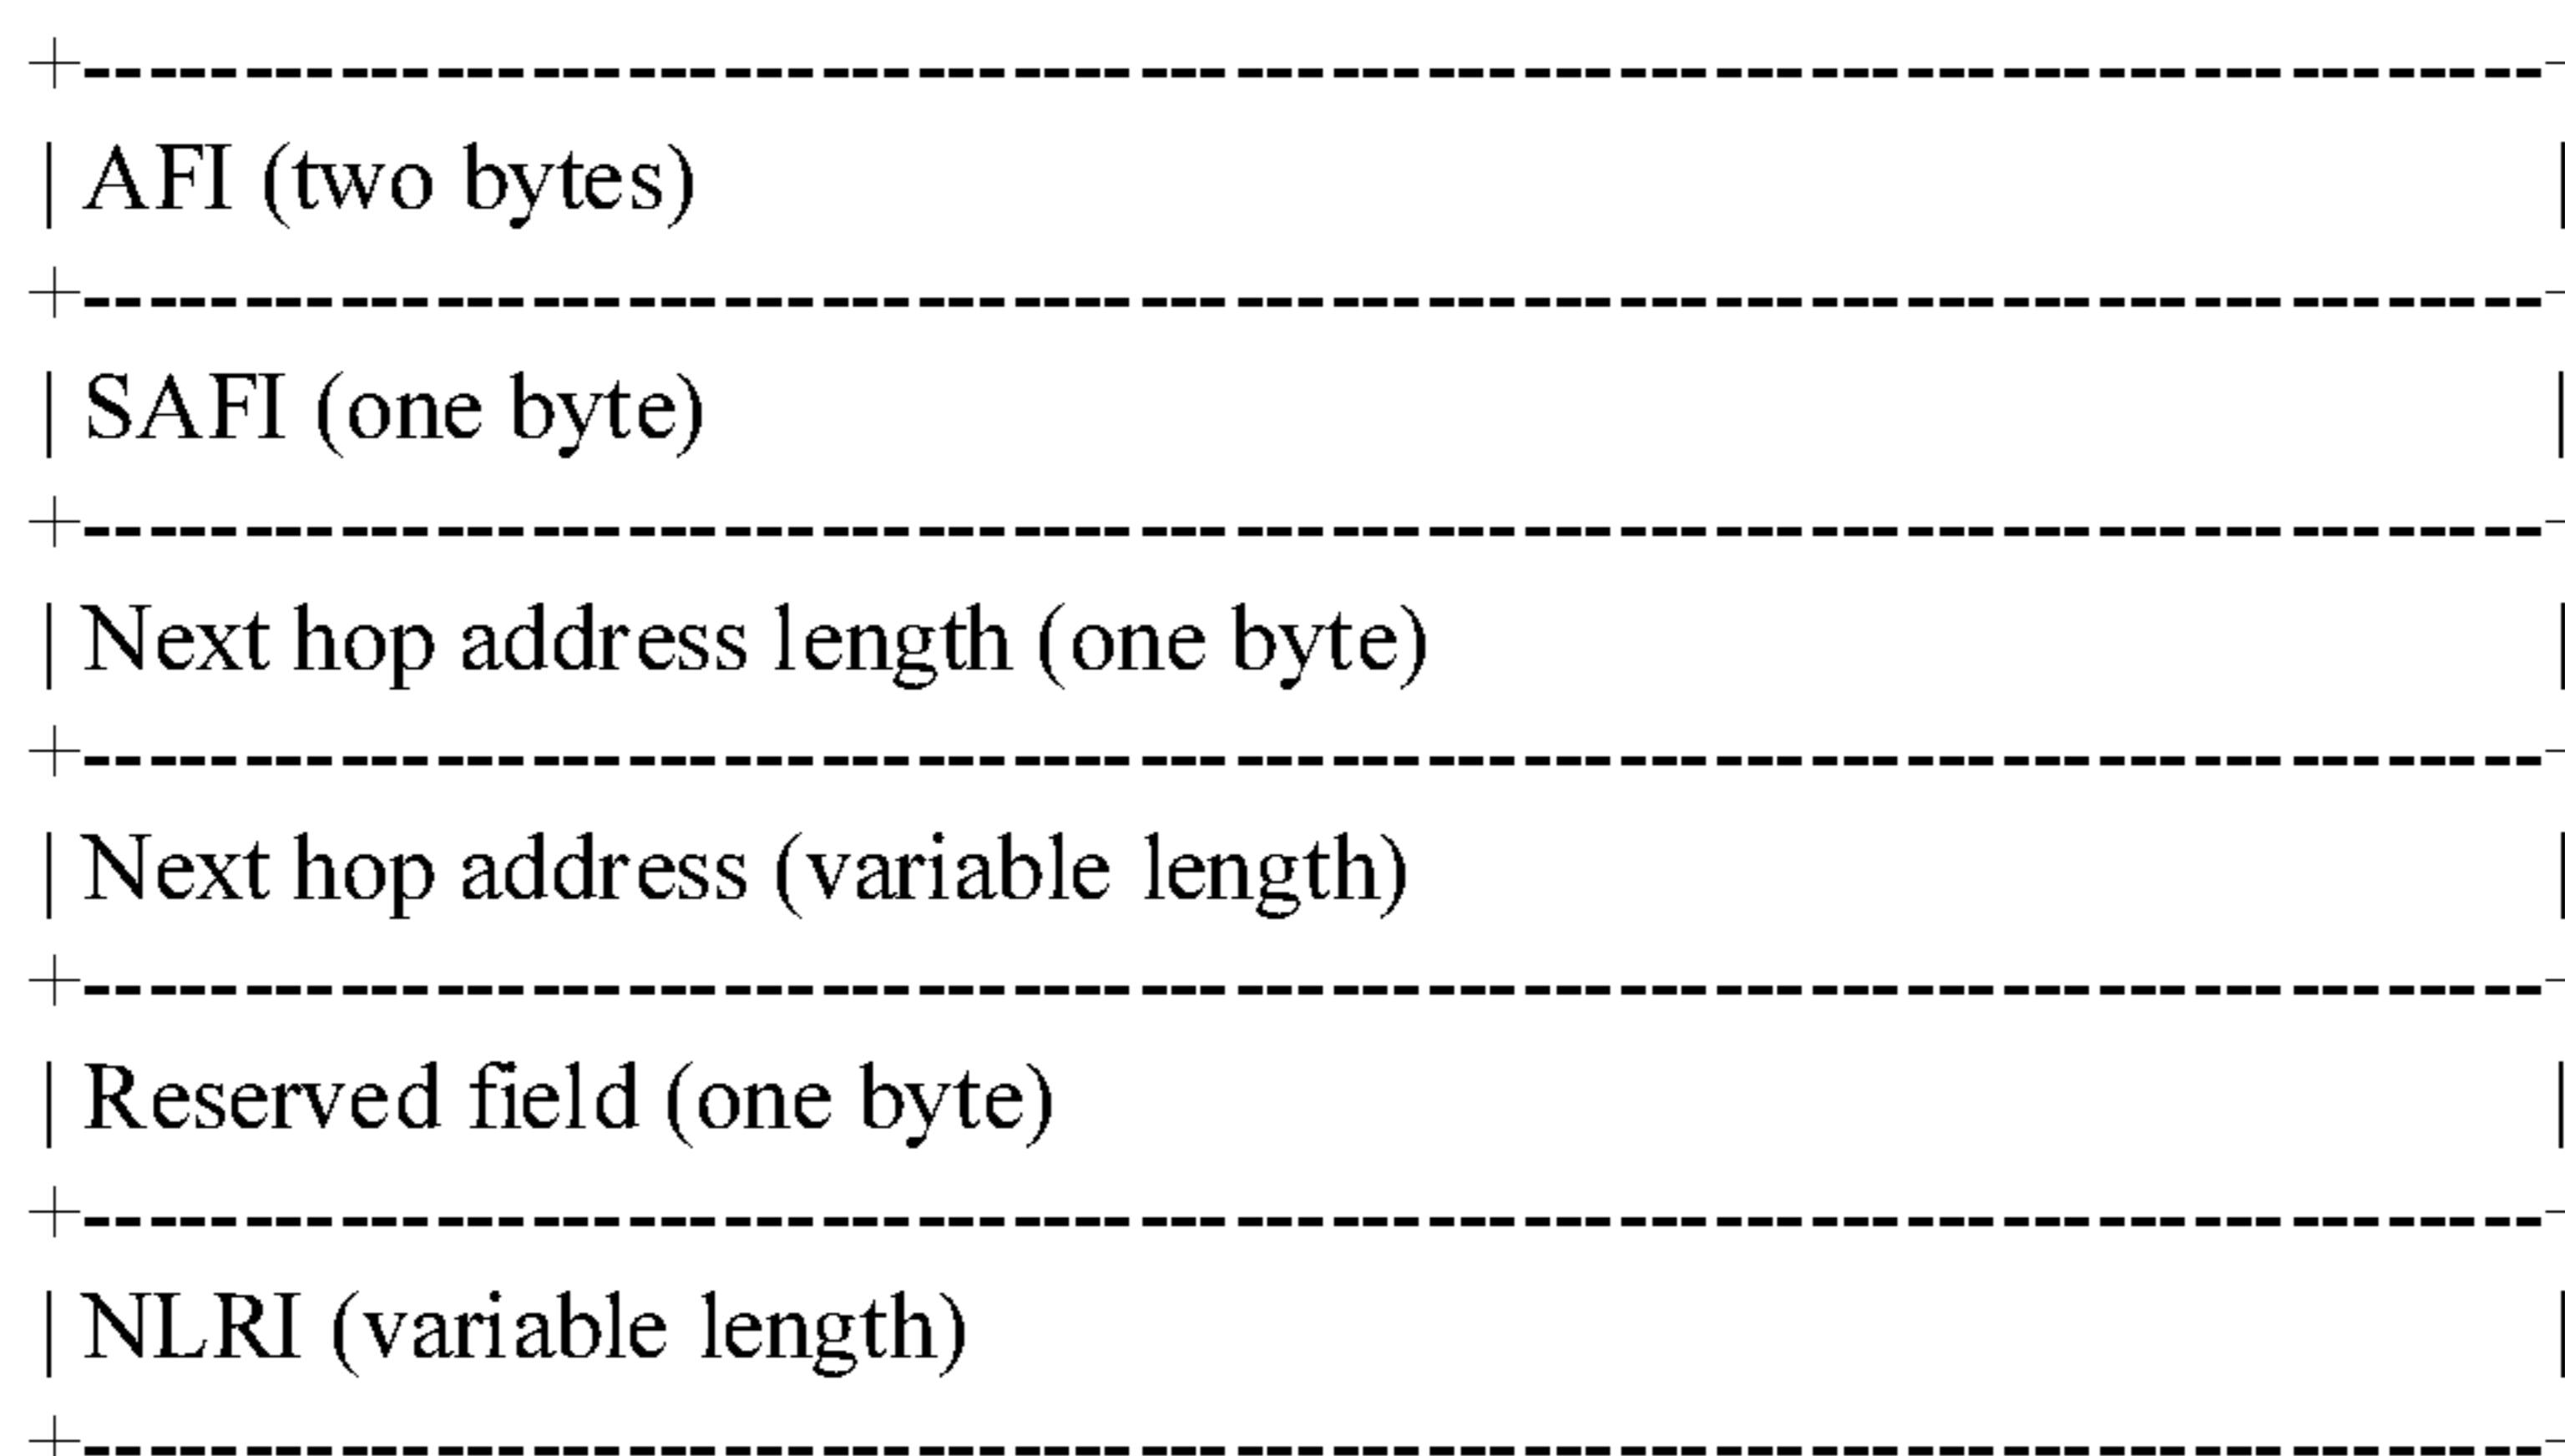 AFI (two bytes)
SAFI (one byte)
Next hop address length (one byte)
Next hop address (variable length)
Reserved field (one byte)
NLRI (variable length)